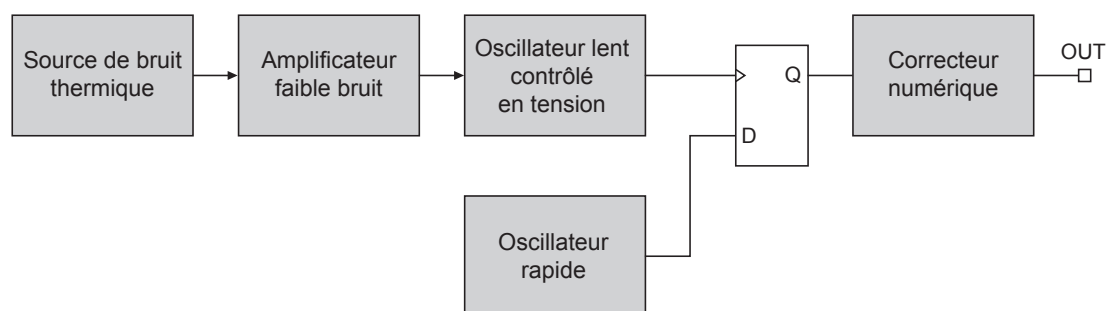 Source de bruit
thermique
Amplificateur
faible bruit
Oscillateur lent
contrôlé
en tension
Q
D
Correcteur
numérique
OUT
Oscillateur
rapide